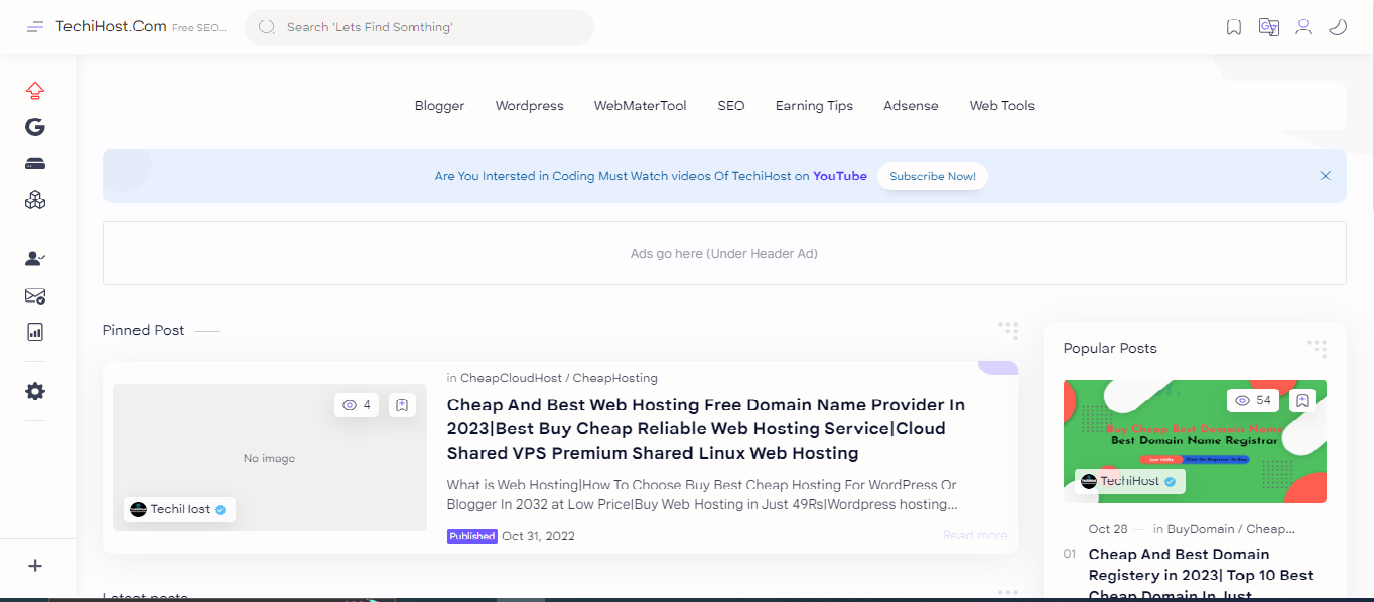 TechiHost.Com Free SEO...
Search 'Lets Find Somthing'
Blogger Wordpress WebMaterTool SEO Earning Tips Adsense Web Tools
Are You Intersted in Coding Must Watch videos Of TechiHost on YouTube Subscribe Now!
Ads go here (Under Header Ad)
Pinned Post
4
No image
TechiHost
in CheapCloudHost / CheapHosting
Cheap And Best Web Hosting Free Domain Name Provider In
2023|Best Buy Cheap Reliable Web Hosting Service|Cloud
Shared VPS Premium Shared Linux Web Hosting
What is Web Hosting|How To Choose Buy Best Cheap Hosting For WordPress Or
Blogger In 2032 at Low Price|Buy Web Hosting in Just 49Rs|Wordpress hosting...
Published Oct 31, 2022
Read more
Latest posts
Popular Posts
54
Buy Cheap Best Domain Name
Best Domain Name Registrar
TechiHost
Oct 28 — in BuyDomain / Cheap...
01 Cheap And Best Domain
Registery in 2023| Top 10 Best
Cheap Domain In Just